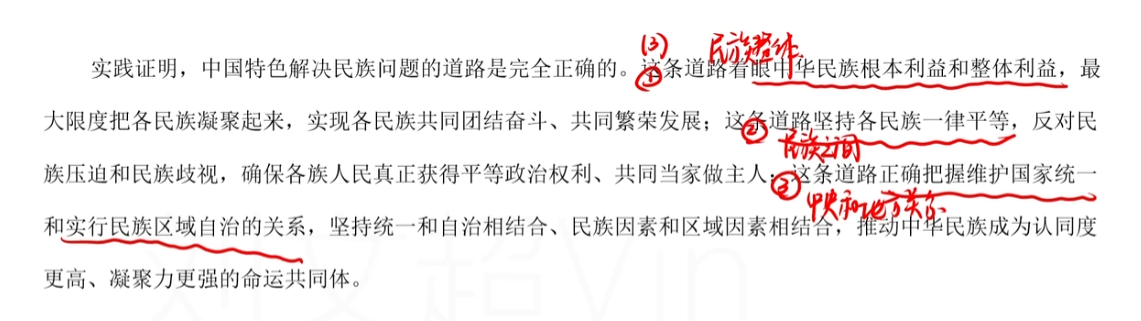 (3) 民族整体
实践证明，中国特色解决民族问题的道路是完全正确的。这条道路着眼中华民族根本利益和整体利益，最
①
大限度把各民族凝聚起来，实现各民族共同团结奋斗、共同繁荣发展；这条道路坚持各民族一律平等，反对民
② 民族之间
族压迫和民族歧视，确保各族人民真正获得平等政治权利、共同当家做主人；这条道路正确把握维护国家统一
③ 中央和地方关系
和实行民族区域自治的关系，坚持统一和自治相结合、民族因素和区域因素相结合，推动中华民族成为认同度
更高、凝聚力更强的命运共同体。